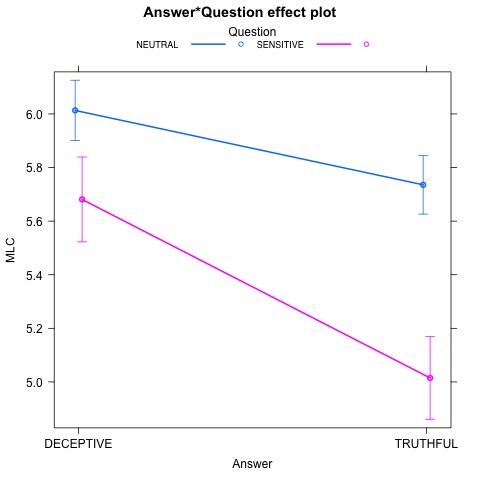 Answer*Question effect plot
Question
NEUTRAL SENSITIVE
6.0
5.8
5.6
5.4
5.2
5.0
MLC
DECEPTIVE TRUTHFUL
Answer